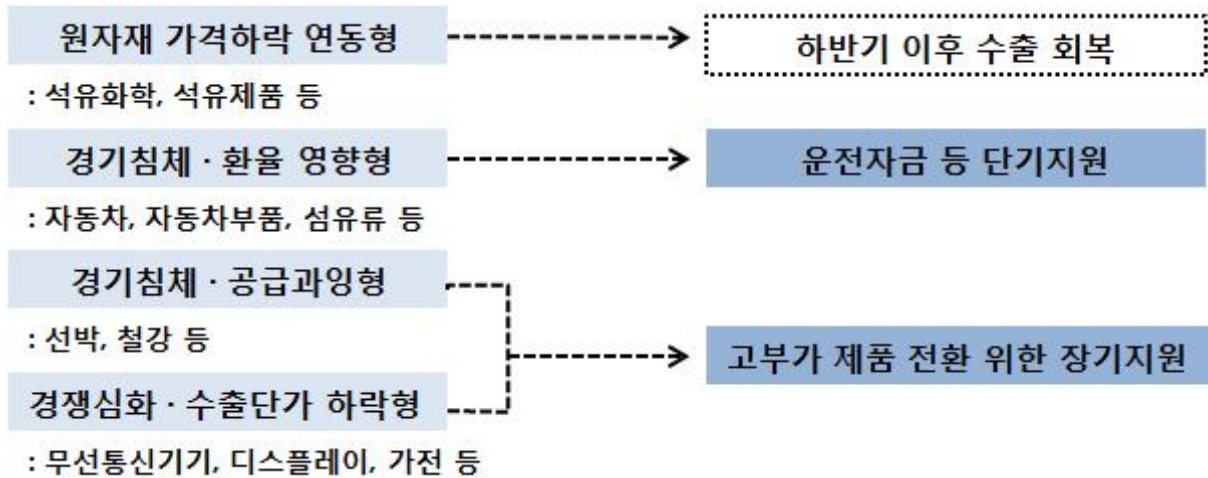 원자재 가격하락 연동형
하반기 이후 수출 회복
: 석유화학, 석유제품 등
경기침체 · 환율 영향형
운전자금 등 단기지원
: 자동차, 자동차부품, 섬유류 등
경기침체 · 공급과잉형
: 선박, 철강 등
고부가 제품 전환 위한 장기지원
경쟁심화 · 수출단가 하락형
: 무선통신기기, 디스플레이, 가전 등